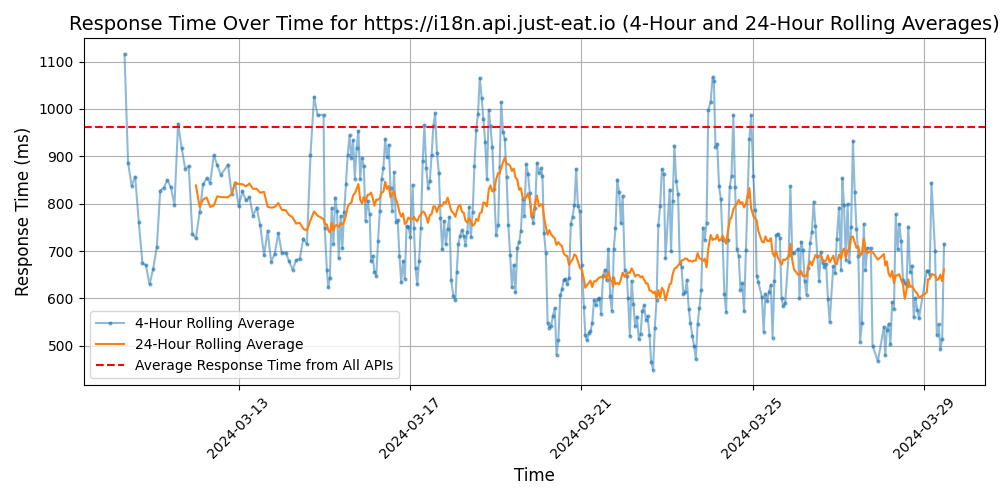 Response Time Over Time for https://i18n.api.just-eat.io (4-Hour and 24-Hour Rolling Averages)
Response Time (ms)
1100
1000
900
800
700
600
500
4-Hour Rolling Average
24-Hour Rolling Average
Average Response Time from All APIs
2024-03-13
2024-03-17
2024-03-21
2024-03-25
2024-03-29
Time